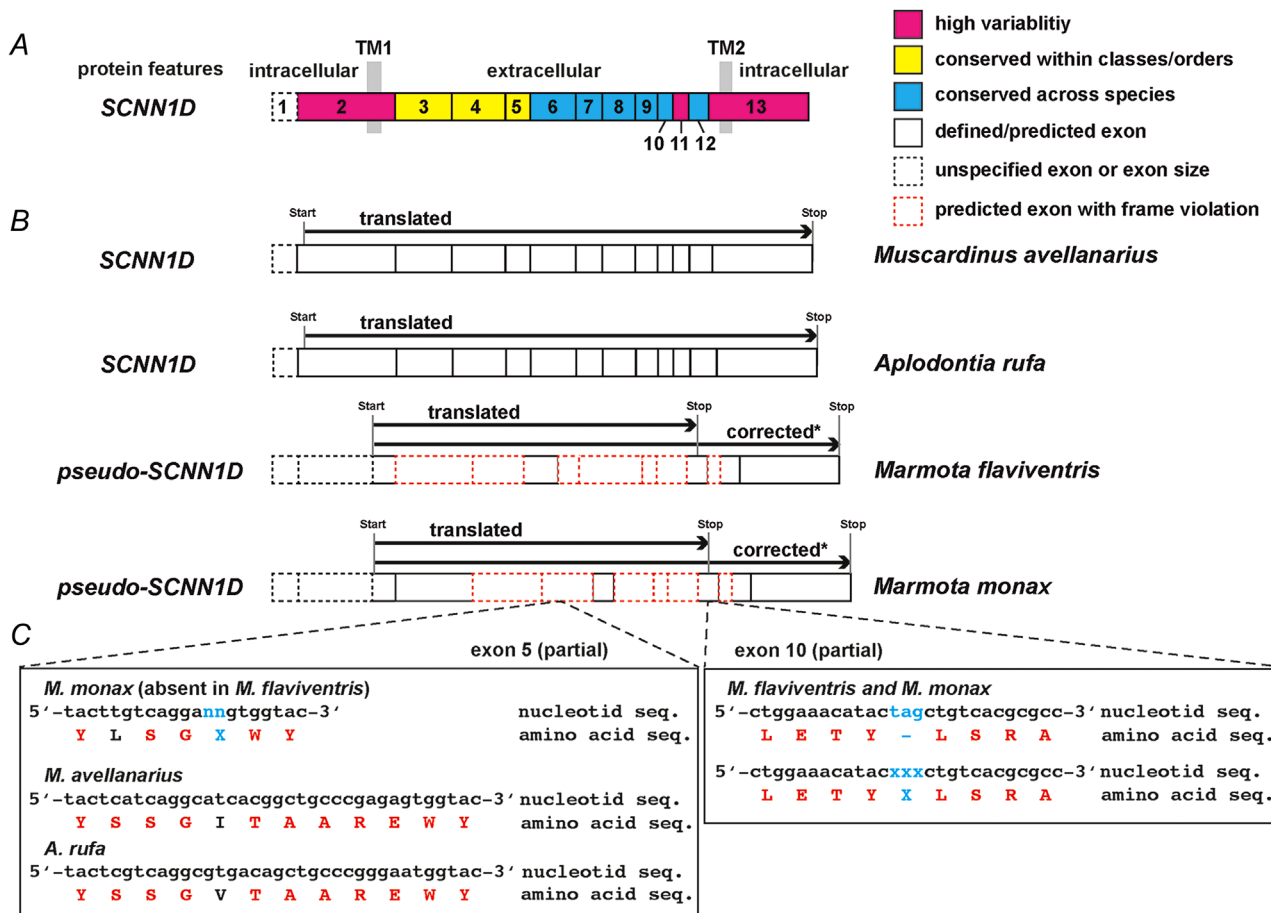 A
protein features
intracellular
TM1
extracellular
TM2
intracellular
SCNN1D
1 2 3 4 5 6 7 8 9 13
10 11 12
high variablitiy
conserved within classes/orders
conserved across species
defined/predicted exon
unspecified exon or exon size
predicted exon with frame violation
B
Start translated Stop
SCNN1D
Muscardinus avellanarius
Start translated Stop
SCNN1D
Aplodontia rufa
Start translated Stop Stop
corrected*
pseudo-SCNN1D
Marmota flaviventris
Start translated Stop Stop
corrected*
pseudo-SCNN1D
Marmota monax
C
exon 5 (partial)
M. monax (absent in M. flaviventris)
5‘-tacttgtcagganngtggtac-3‘ nucleotid seq.
Y L S G X W Y amino acid seq.
M. avellanarius
5‘-tactcatcaggcatcacggctgcccgagagtggtac-3‘ nucleotid seq.
Y S S G I T A A R E W Y amino acid seq.
A. rufa
5‘-tactcgtcaggcgtgacagctgcccgggaatggtac-3‘ nucleotid seq.
Y S S G V T A A R E W Y amino acid seq.
exon 10 (partial)
M. flaviventris and M. monax
5‘-ctggaaacatactagctgtcacgcgcc-3‘ nucleotid seq.
L E T Y – L S R A amino acid seq.
5‘-ctggaaacatacxxxctgtcacgcgcc-3‘ nucleotid seq.
L E T Y X L S R A amino acid seq.